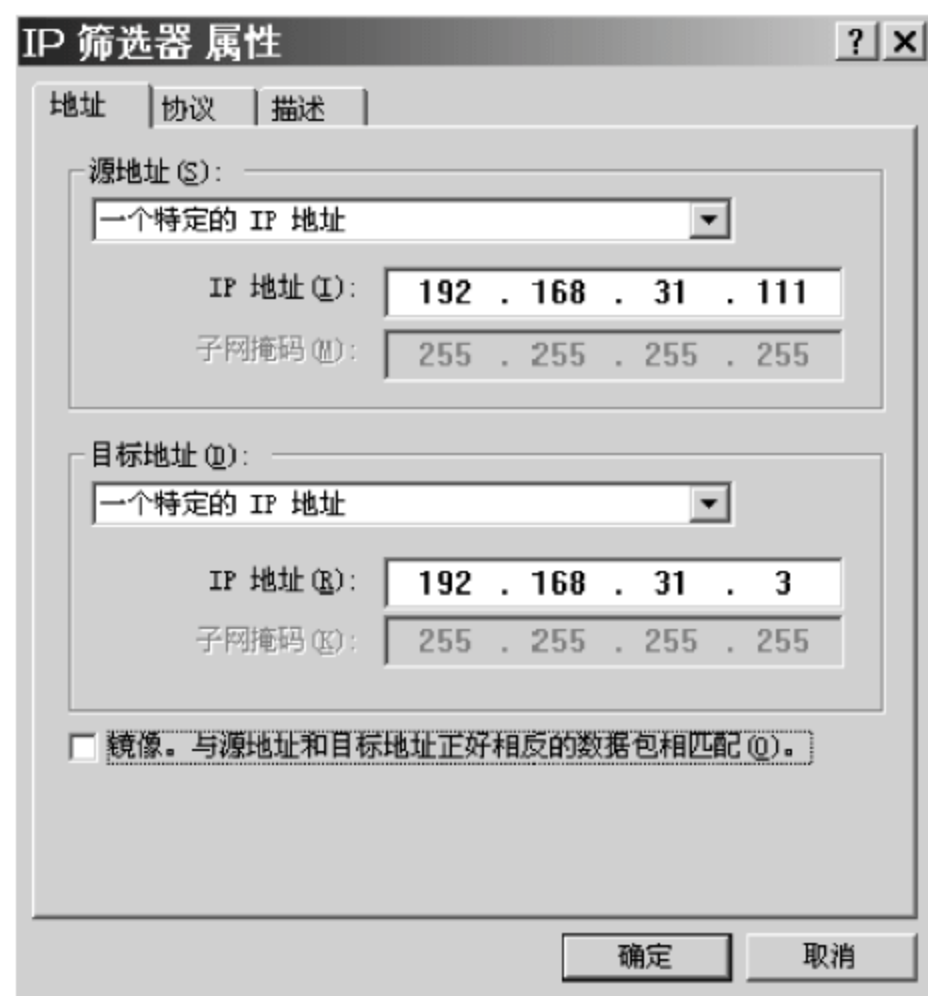 IP 筛选器 属性
地址 协议 描述
源地址(S):
一个特定的 IP 地址
IP 地址(I): 192 . 168 . 31 . 111
子网掩码(M): 255 . 255 . 255 . 255
目标地址(D):
一个特定的 IP 地址
IP 地址(R): 192 . 168 . 31 . 3
子网掩码(K): 255 . 255 . 255 . 255
镜像。与源地址和目标地址正好相反的数据包相匹配(O)。
确定 取消